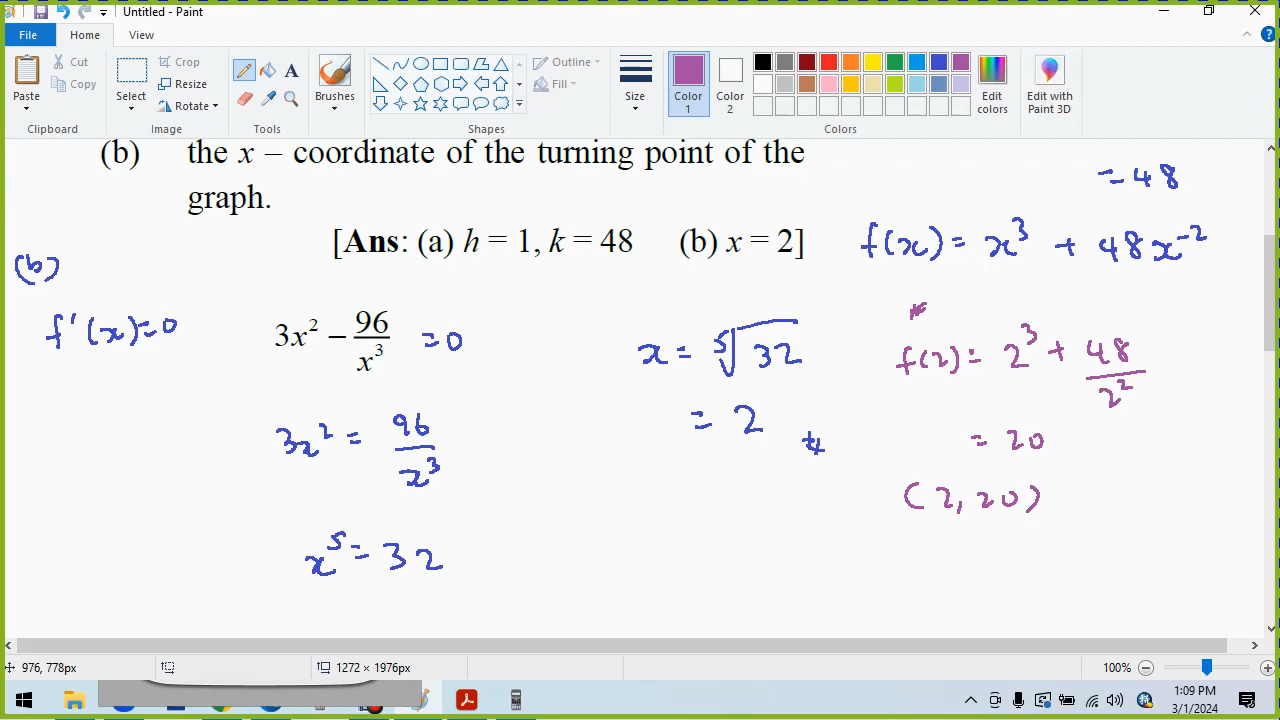 Untitled - Paint
File Home View
Paste Cut Copy Clipboard
Select Crop Resize Rotate Image
Tools
Brushes
Shapes Outline Fill
Size
Color 1 Color 2 Edit colors Colors
Edit with Paint 3D
(b) the x – coordinate of the turning point of the
graph.
[Ans: (a) h = 1, k = 48 (b) x = 2]
= 48
f(x) = x³ + 48x⁻²
(b)
f'(x)=0
3x² − 96/x³ = 0
3x² = 96/x³
x⁵ = 32
x = ⁵√32
= 2
f(2) = 2³ + 48/2²
= 20
(2, 20)
976, 778px
1272 × 1976px
100%
1:09 PM
3/1/2024